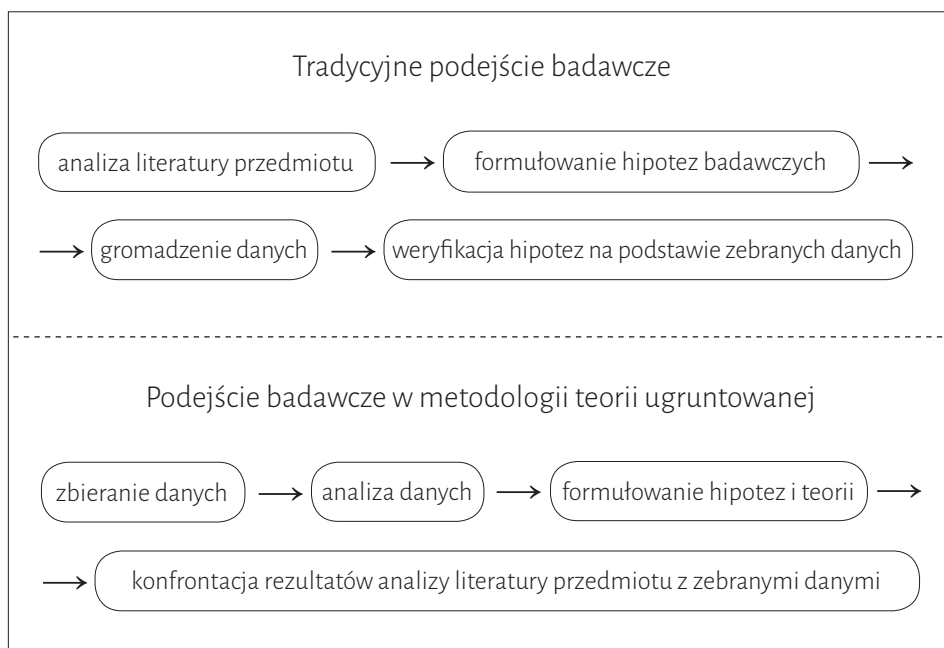 Tradycyjne podejście badawcze
analiza literatury przedmiotu → formułowanie hipotez badawczych →
→ gromadzenie danych → weryfikacja hipotez na podstawie zebranych danych
Podejście badawcze w metodologii teorii ugruntowanej
zbieranie danych → analiza danych → formułowanie hipotez i teorii →
→ konfrontacja rezultatów analizy literatury przedmiotu z zebranymi danymi